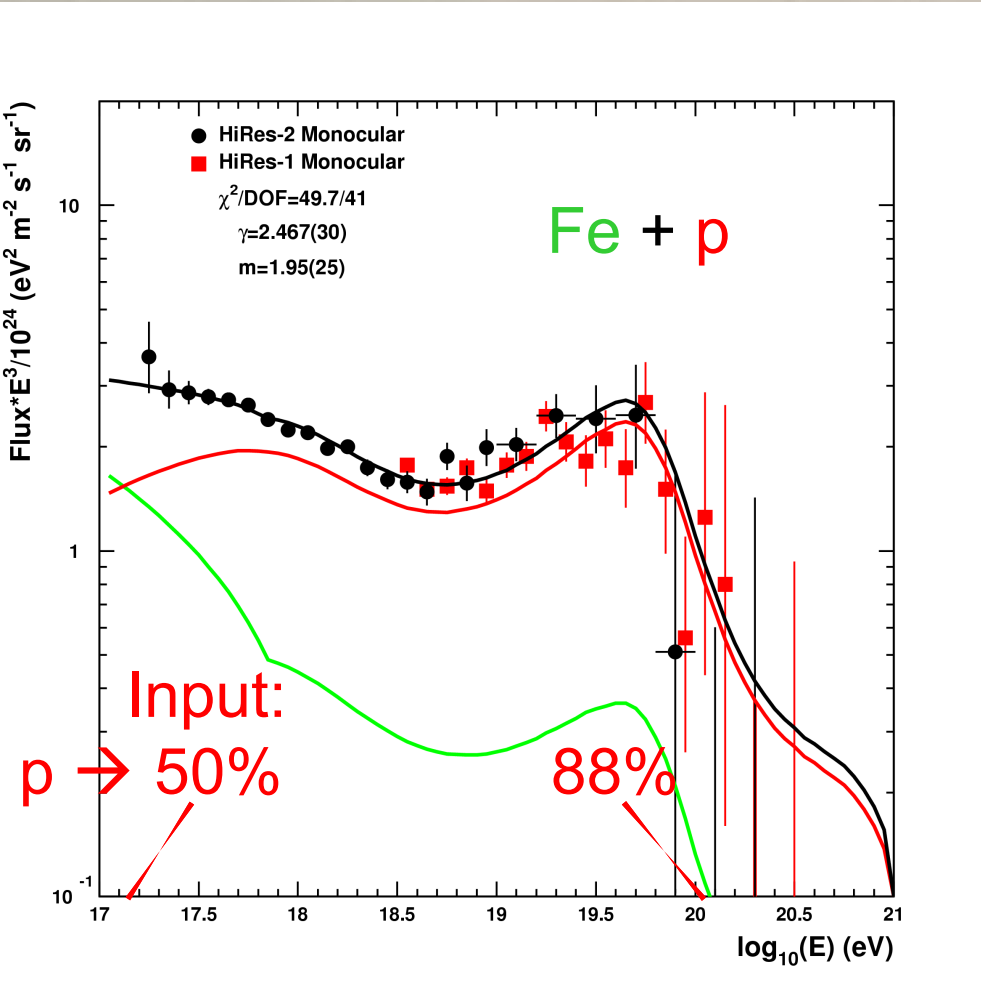 HiRes-2 Monocular
HiRes-1 Monocular
χ²/DOF=49.7/41
γ=2.467(30)
m=1.95(25)
Fe + p
Flux*E³/10²⁴ (eV² m⁻² s⁻¹ sr⁻¹)
10
1
10⁻¹
Input:
p → 50%
88%
17 17.5 18 18.5 19 19.5 20 20.5 21
log₁₀(E) (eV)